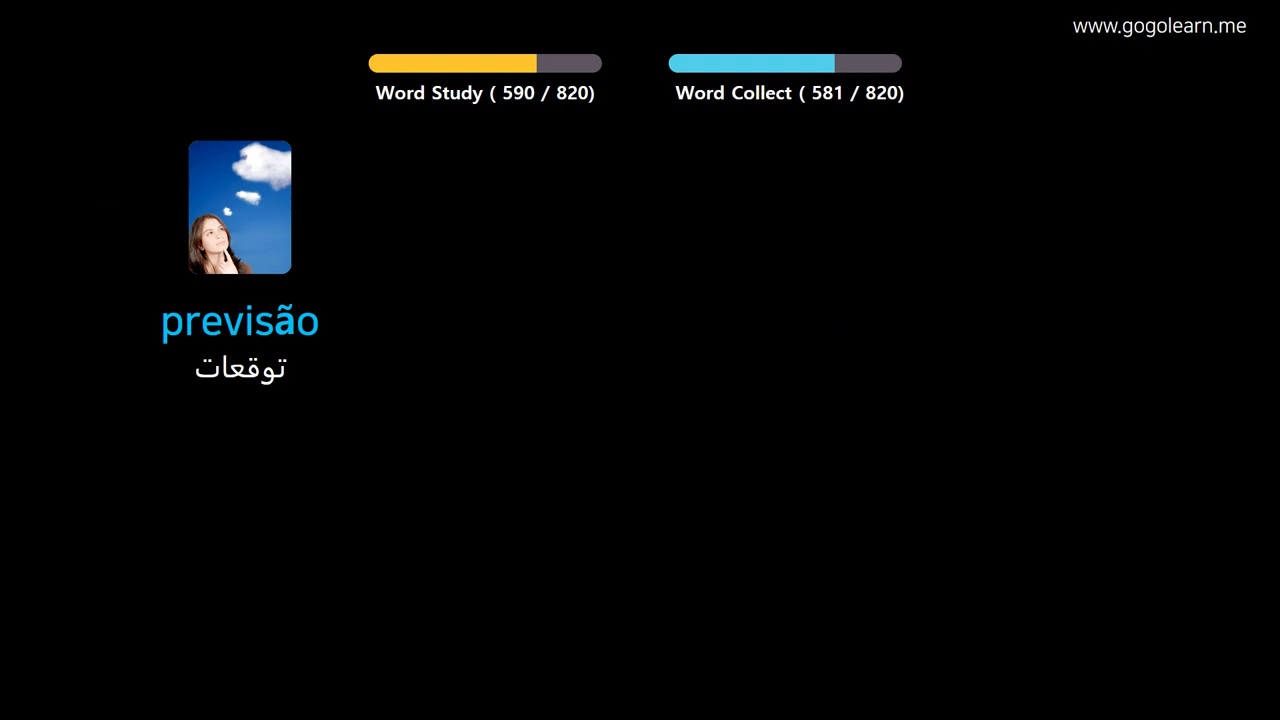 www.gogolearn.me
Word Study ( 590 / 820)
Word Collect ( 581 / 820)
previsão
توقعات